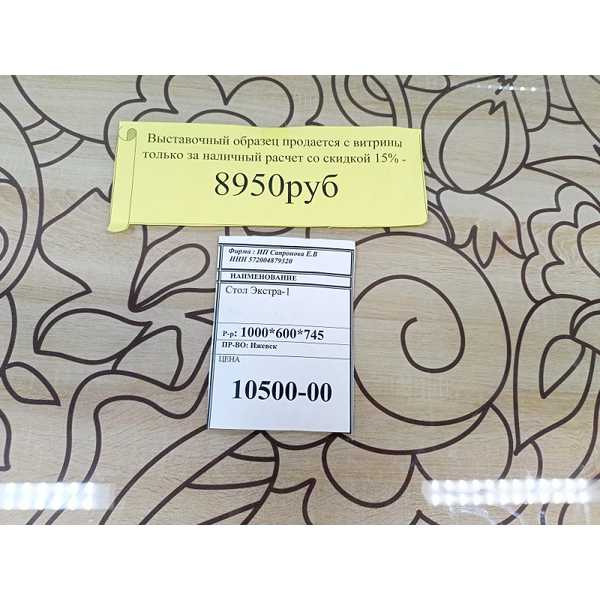 Выставочный образец продается с витрины
только за наличный расчет со скидкой 15% -
8950руб
Фирма : ИП Сапронова Е.В
ИНН 572004879320
НАИМЕНОВАНИЕ
Стол Экстра-1
Р-р: 1000*600*745
ПР-ВО: Ижевск
ЦЕНА
10500-00